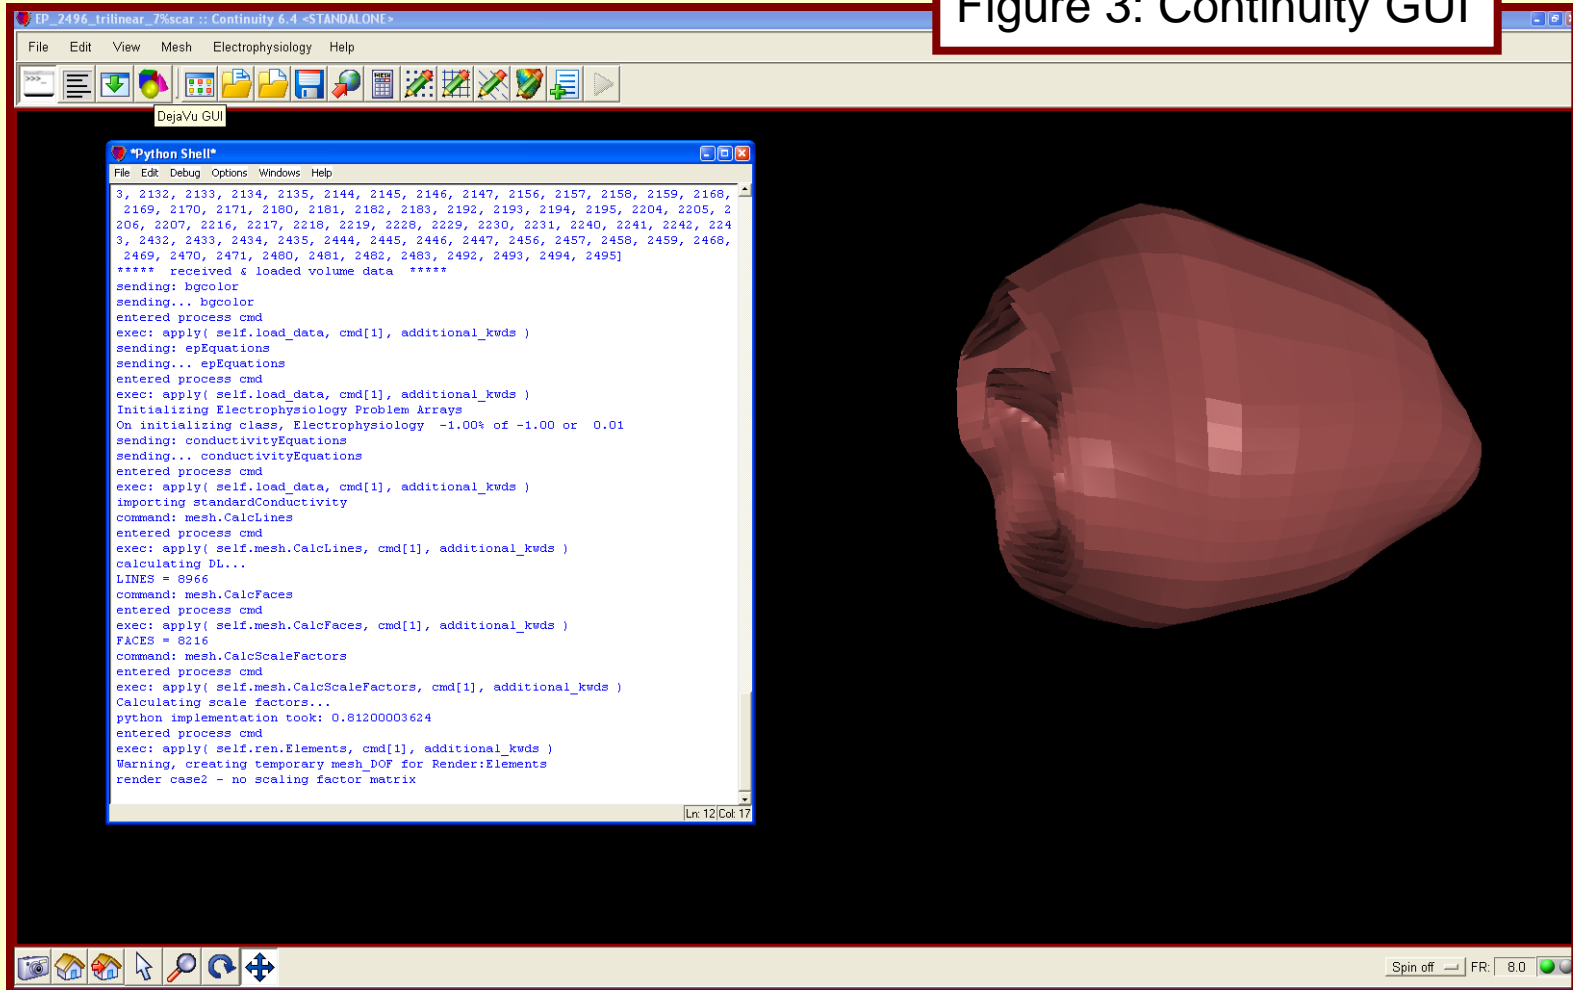 Figure 3: Continuity GUI
EP_2496_trilinear_7%scar :: Continuity 6.4 <STANDALONE>
File Edit View Mesh Electrophysiology Help
>>>_
MESH
DejaVu GUI
*Python Shell*
File Edit Debug Options Windows Help
3, 2132, 2133, 2134, 2135, 2144, 2145, 2146, 2147, 2156, 2157, 2158, 2159, 2168,
2169, 2170, 2171, 2180, 2181, 2182, 2183, 2192, 2193, 2194, 2195, 2204, 2205, 2
206, 2207, 2216, 2217, 2218, 2219, 2228, 2229, 2230, 2231, 2240, 2241, 2242, 224
3, 2432, 2433, 2434, 2435, 2444, 2445, 2446, 2447, 2456, 2457, 2458, 2459, 2468,
2469, 2470, 2471, 2480, 2481, 2482, 2483, 2492, 2493, 2494, 2495]
***** received & loaded volume data *****
sending: bgcolor
sending... bgcolor
entered process cmd
exec: apply( self.load_data, cmd[1], additional_kwds )
sending: epEquations
sending... epEquations
entered process cmd
exec: apply( self.load_data, cmd[1], additional_kwds )
Initializing Electrophysiology Problem Arrays
On initializing class, Electrophysiology -1.00% of -1.00 or 0.01
sending: conductivityEquations
sending... conductivityEquations
entered process cmd
exec: apply( self.load_data, cmd[1], additional_kwds )
importing standardConductivity
command: mesh.CalcLines
entered process cmd
exec: apply( self.mesh.CalcLines, cmd[1], additional_kwds )
calculating DL...
LINES = 8966
command: mesh.CalcFaces
entered process cmd
exec: apply( self.mesh.CalcFaces, cmd[1], additional_kwds )
FACES = 8216
command: mesh.CalcScaleFactors
entered process cmd
exec: apply( self.mesh.CalcScaleFactors, cmd[1], additional_kwds )
Calculating scale factors...
python implementation took: 0.81200003624
entered process cmd
exec: apply( self.ren.Elements, cmd[1], additional_kwds )
Warning, creating temporary mesh_DOF for Render:Elements
render case2 - no scaling factor matrix
Ln: 12 Col: 17
Spin off FR: 8.0